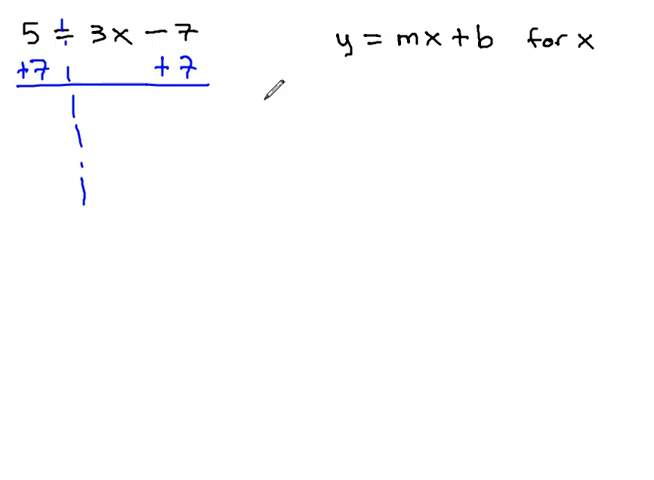 5 = 3x - 7
+7 +7
y = mx + b for x